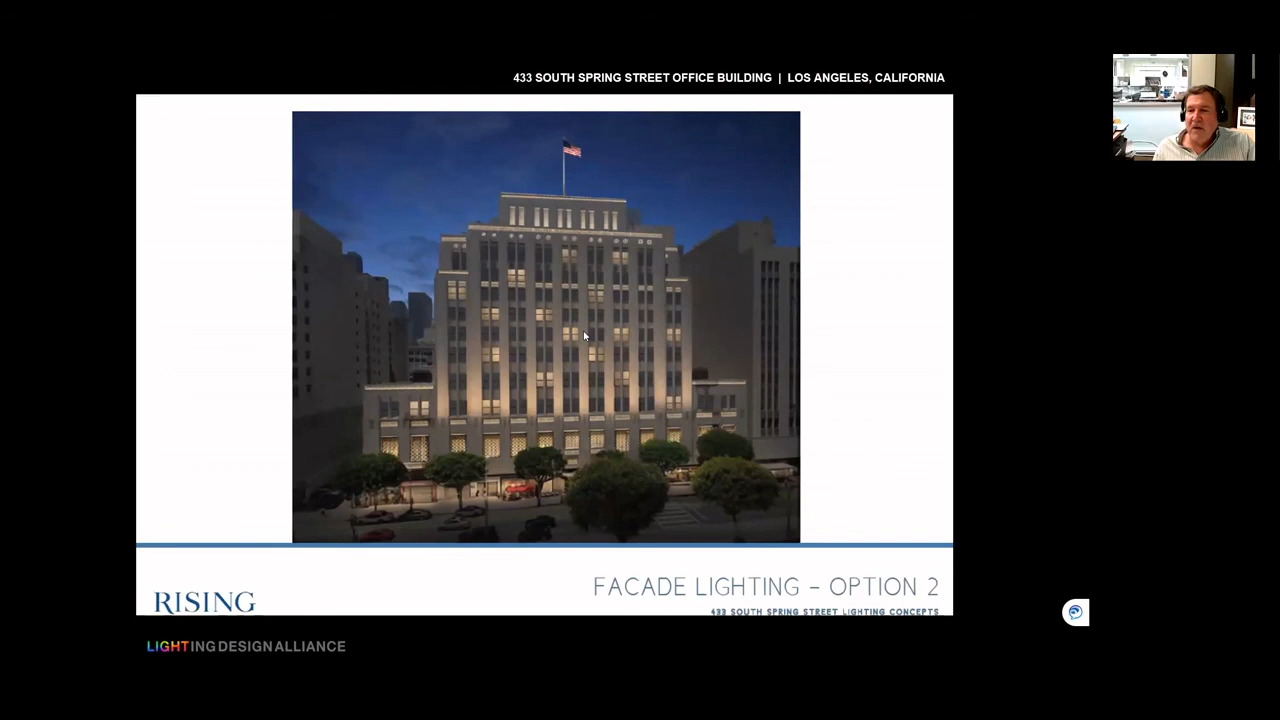 433 SOUTH SPRING STREET OFFICE BUILDING | LOS ANGELES, CALIFORNIA
FACADE LIGHTING – OPTION 2
RISING
433 SOUTH SPRING STREET LIGHTING CONCEPTS
LIGHTING DESIGN ALLIANCE